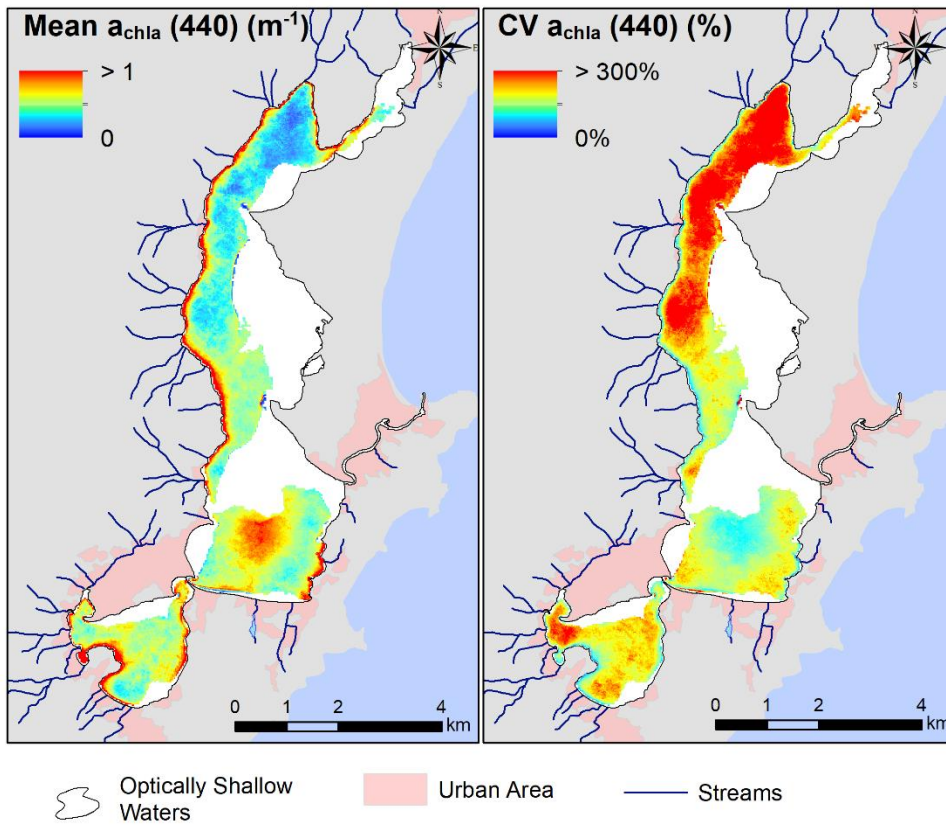 Mean achla (440) (m-1)
> 1
0
N
E
S
0 1 2 4
km
CV achla (440) (%)
> 300%
0%
N
E
S
0 1 2 4
km
Optically Shallow
Waters
Urban Area
Streams